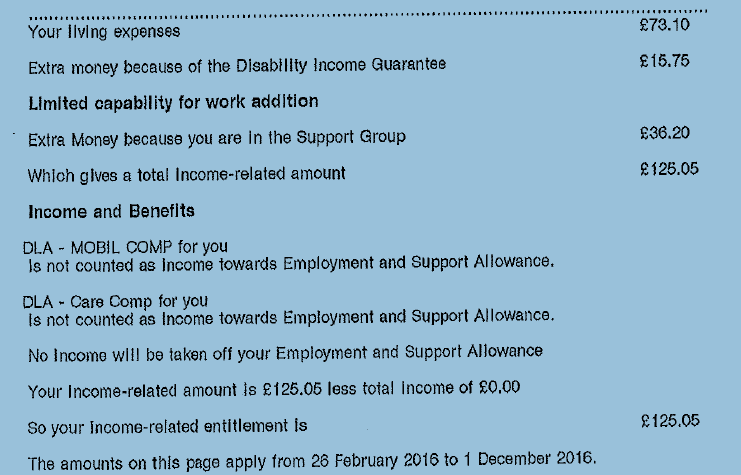 Your living expenses £73.10
Extra money because of the Disability Income Guarantee £15.75
Limited capability for work addition
Extra Money because you are in the Support Group £36.20
Which gives a total income-related amount £125.05
Income and Benefits
DLA - MOBIL COMP for you
Is not counted as income towards Employment and Support Allowance.
DLA - Care Comp for you
Is not counted as income towards Employment and Support Allowance.
No income will be taken off your Employment and Support Allowance
Your income-related amount is £125.05 less total income of £0.00
So your income-related entitlement is £125.05
The amounts on this page apply from 26 February 2016 to 1 December 2016.